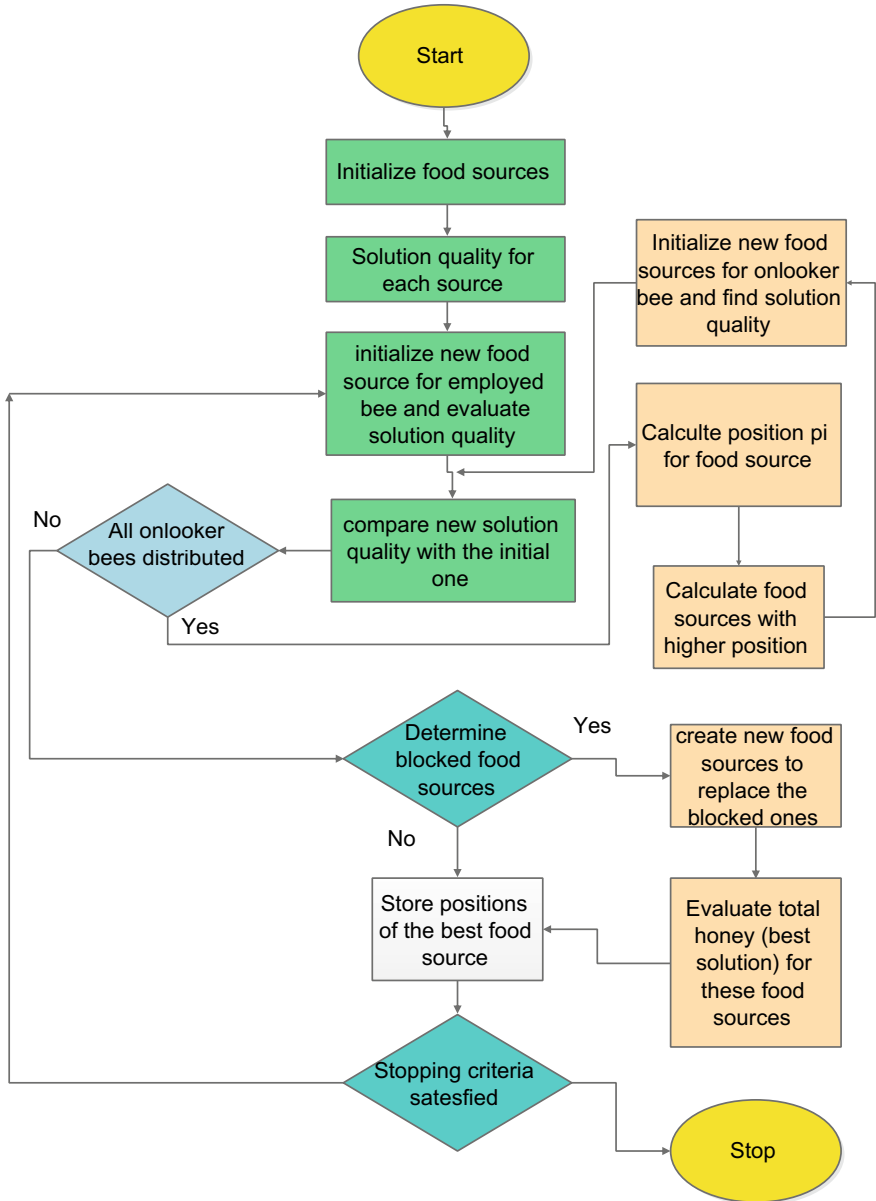 Start
Initialize food sources
Solution quality for
each source
initialize new food
source for employed
bee and evaluate
solution quality
compare new solution
quality with the initial
one
All onlooker
bees distributed
No
Yes
Calculte position pi
for food source
Calculate food
sources with
higher position
Initialize new food
sources for onlooker
bee and find solution
quality
Determine
blocked food
sources
Yes
No
create new food
sources to
replace the
blocked ones
Evaluate total
honey (best
solution) for
these food
sources
Store positions
of the best food
source
Stopping criteria
satesfied
Stop